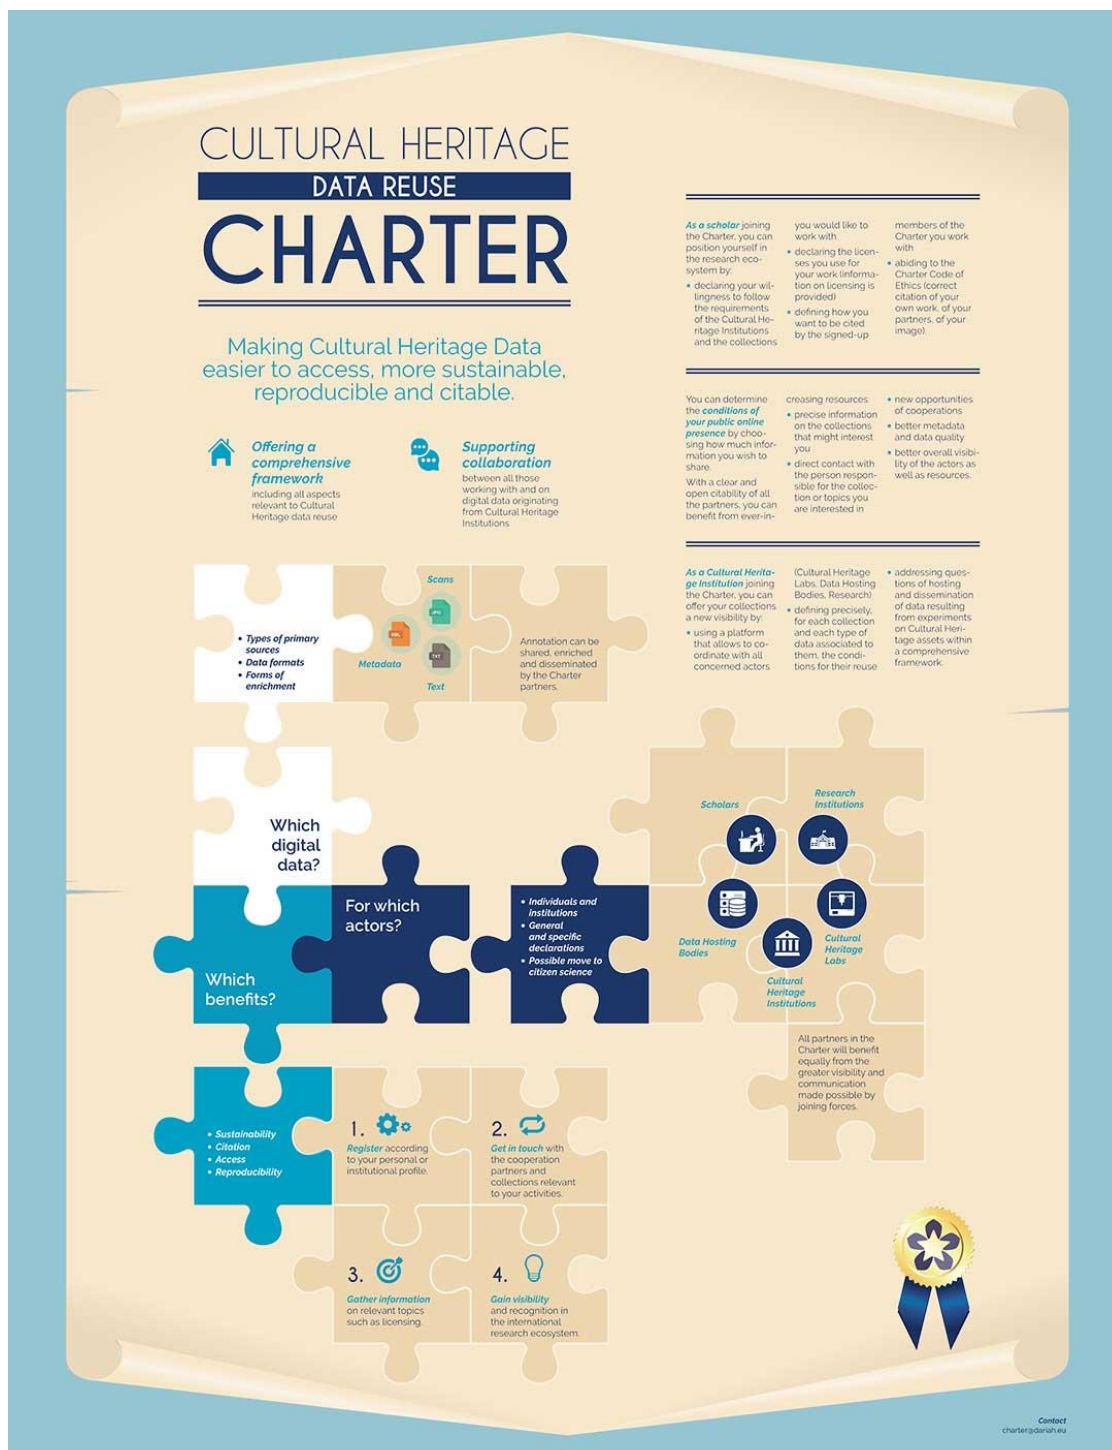 CULTURAL HERITAGE
DATA REUSE
CHARTER
Making Cultural Heritage Data
easier to access, more sustainable,
reproducible and citable.
Offering a
comprehensive
framework
including all aspects
relevant to Cultural
Heritage data reuse
Supporting
collaboration
between all those
working with and on
digital data originating
from Cultural Heritage
Institutions
As a scholar joining
the Charter, you can
position yourself in
the research eco-
system by:
• declaring your wil-
lingness to follow
the requirements
of the Cultural He-
ritage Institutions
and the collections
you would like to
work with
• declaring the licen-
ses you use for
your work (informa-
tion on licensing is
provided)
• defining how you
want to be cited
by the signed-up
members of the
Charter you work
with
• abiding to the
Charter Code of
Ethics (correct
citation of your
own work, of your
partners, of your
image).
You can determine
the conditions of
your public online
presence by choo-
sing how much infor-
mation you wish to
share.
With a clear and
open citability of all
the partners, you can
benefit from ever-in-
creasing resources:
• precise information
on the collections
that might interest
you
• direct contact with
the person respon-
sible for the collec-
tion or topics you
are interested in
• new opportunities
of cooperations
• better metadata
and data quality
• better overall visibi-
lity of the actors as
well as resources.
As a Cultural Herita-
ge Institution joining
the Charter, you can
offer your collections
a new visibility by:
• using a platform
that allows to co-
ordinate with all
concerned actors
(Cultural Heritage
Labs, Data Hosting
Bodies, Research)
• defining precisely,
for each collection
and each type of
data associated to
them, the condi-
tions for their reuse
• addressing ques-
tions of hosting
and dissemination
of data resulting
from experiments
on Cultural Heri-
tage assets within
a comprehensive
framework.
• Types of primary
sources
• Data formats
• Forms of
enrichment
Scans
JPG
XML
TXT
Metadata
Text
Annotation can be
shared, enriched
and disseminated
by the Charter
partners.
Which
digital
data?
Which
benefits?
For which
actors?
• Individuals and
institutions
• General
and specific
declarations
• Possible move to
citizen science
Scholars
Research
Institutions
Data Hosting
Bodies
Cultural
Heritage
Labs
Cultural
Heritage
Institutions
All partners in the
Charter will benefit
equally from the
greater visibility and
communication
made possible by
joining forces.
• Sustainability
• Citation
• Access
• Reproducibility
1.
Register according
to your personal or
institutional profile.
2.
Get in touch with
the cooperation
partners and
collections relevant
to your activities.
3.
Gather information
on relevant topics
such as licensing.
4.
Gain visibility
and recognition in
the international
research ecosystem.
Contact
charter@dariah.eu